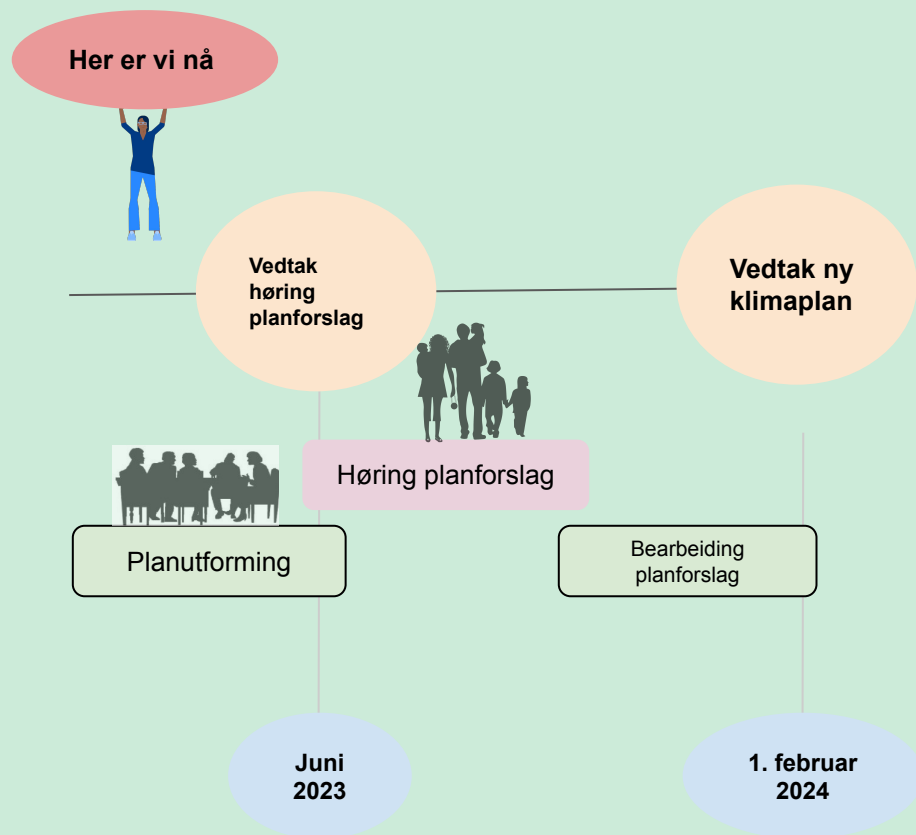 Her er vi nå
Vedtak
høring
planforslag
Vedtak ny
klimaplan
Høring planforslag
Planutforming
Bearbeiding
planforslag
Juni
2023
1. februar
2024